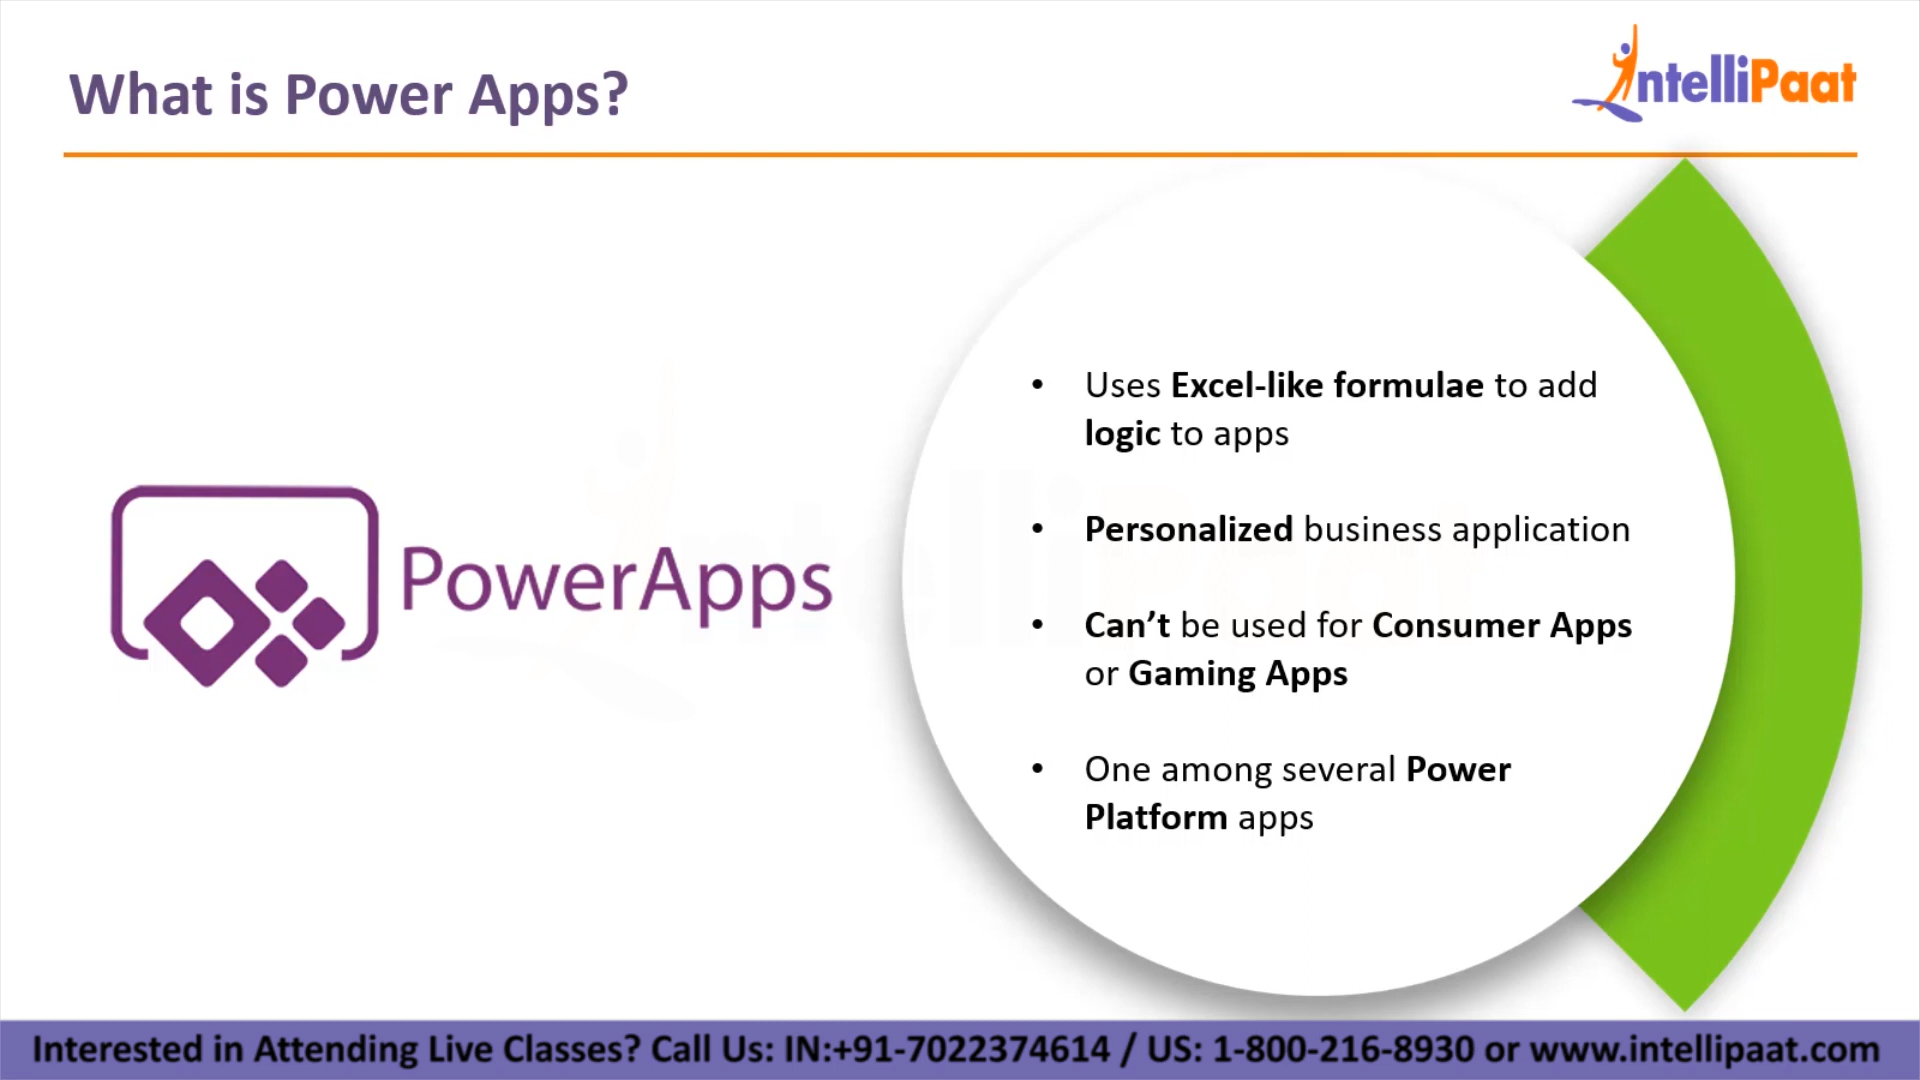 What is Power Apps?
IntelliPaat
PowerApps
• Uses Excel-like formulae to add
logic to apps
• Personalized business application
• Can’t be used for Consumer Apps
or Gaming Apps
• One among several Power
Platform apps
Interested in Attending Live Classes? Call Us: IN:+91-7022374614 / US: 1-800-216-8930 or www.intellipaat.com